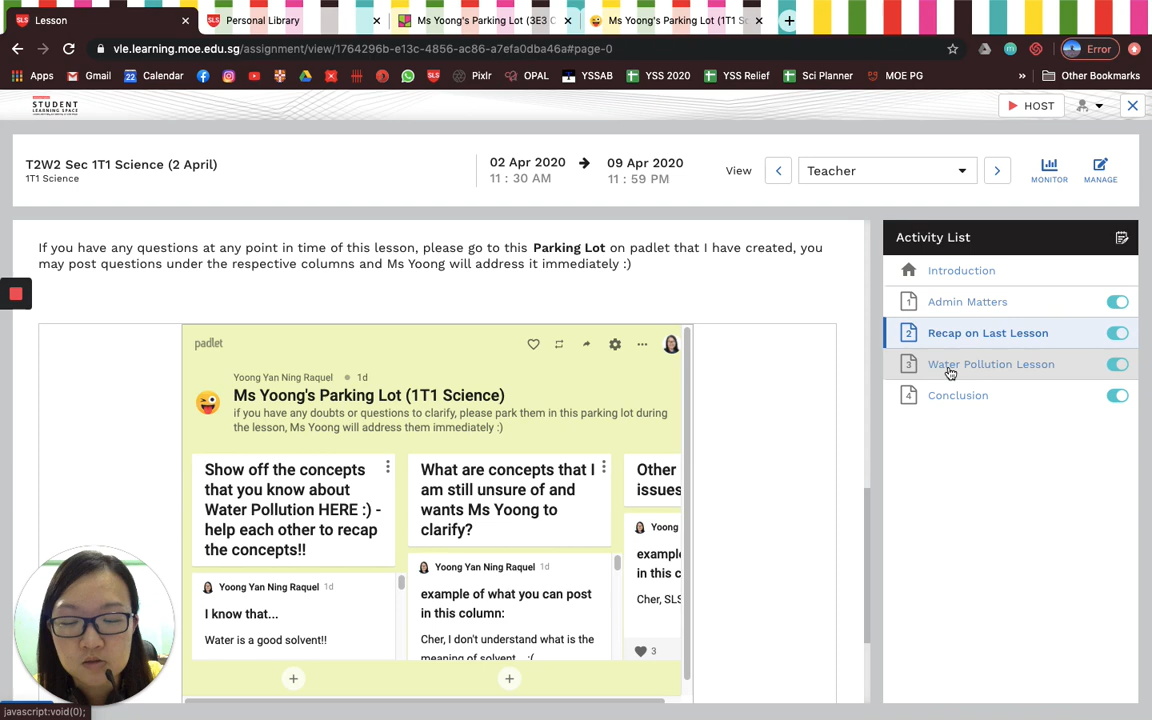 Lesson
Personal Library
Ms Yoong's Parking Lot (3E3 C
Ms Yoong's Parking Lot (1T1 S
vle.learning.moe.edu.sg/assignment/view/1764296b-e13c-4856-ac86-a7efa0dba46a#page-0
Error
Apps
Gmail
Calendar
Pixlr
OPAL
YSSAB
YSS 2020
YSS Relief
Sci Planner
MOE PG
»
Other Bookmarks
STUDENT
LEARNING SPACE
HOST
T2W2 Sec 1T1 Science (2 April)
1T1 Science
02 Apr 2020
11 : 30 AM
09 Apr 2020
11 : 59 PM
View
Teacher
MONITOR
MANAGE
If you have any questions at any point in time of this lesson, please go to this Parking Lot on padlet that I have created, you
may post questions under the respective columns and Ms Yoong will address it immediately :)
padlet
Yoong Yan Ning Raquel • 1d
Ms Yoong's Parking Lot (1T1 Science)
if you have any doubts or questions to clarify, please park them in this parking lot during
the lesson, Ms Yoong will address them immediately :)
Show off the concepts
that you know about
Water Pollution HERE :) -
help each other to recap
the concepts!!
Yoong Yan Ning Raquel 1d
I know that...
Water is a good solvent!!
What are concepts that I
am still unsure of and
wants Ms Yoong to
clarify?
Yoong Yan Ning Raquel 1d
example of what you can post
in this column:
Cher, I don't understand what is the
meaning of solvent... :(
Other
issues
Yoong
example
in this c
Cher, SLS
3
Activity List
Introduction
1 Admin Matters
2 Recap on Last Lesson
3 Water Pollution Lesson
4 Conclusion
javascript:void(0);